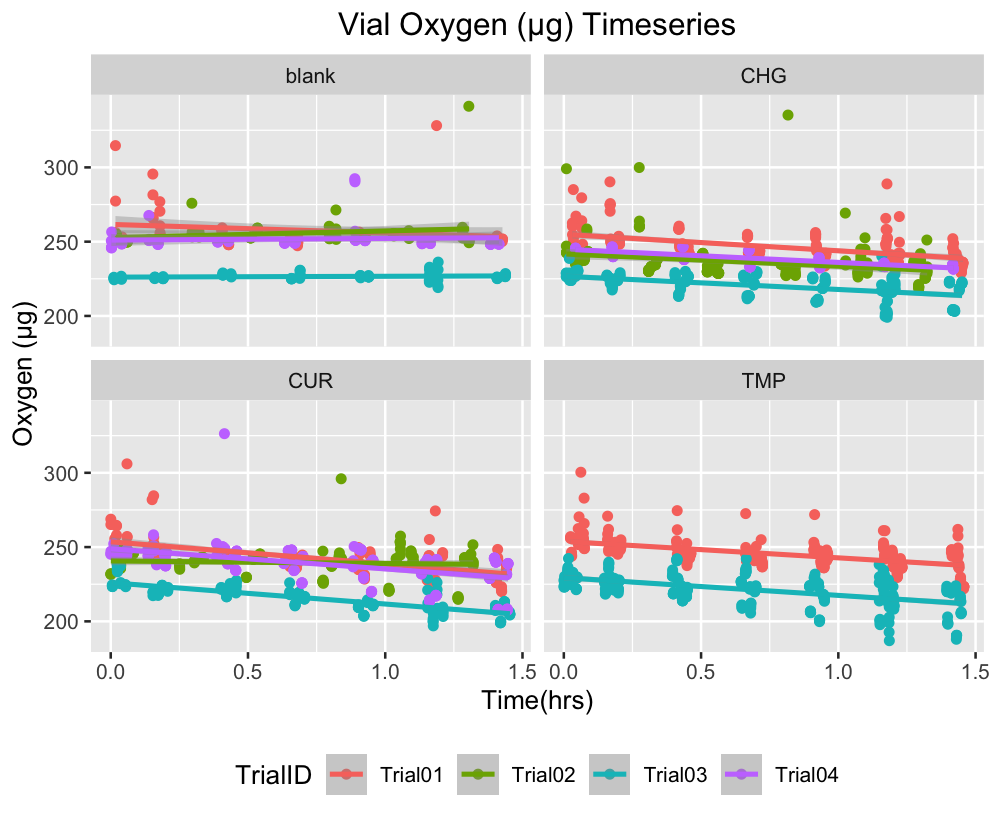 Vial Oxygen (µg) Timeseries
blank
CHG
300
250
200
CUR
TMP
300
250
200
Oxygen (µg)
0.0 0.5 1.0 1.5 0.0 0.5 1.0 1.5
Time(hrs)
TrialID Trial01 Trial02 Trial03 Trial04